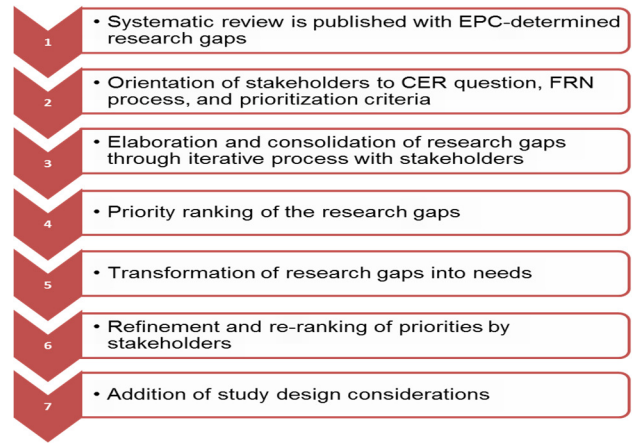 1
• Systematic review is published with EPC-determined
research gaps
2
• Orientation of stakeholders to CER question, FRN
process, and prioritization criteria
3
• Elaboration and consolidation of research gaps
through iterative process with stakeholders
4
• Priority ranking of the research gaps
5
• Transformation of research gaps into needs
6
• Refinement and re-ranking of priorities by
stakeholders
7
• Addition of study design considerations